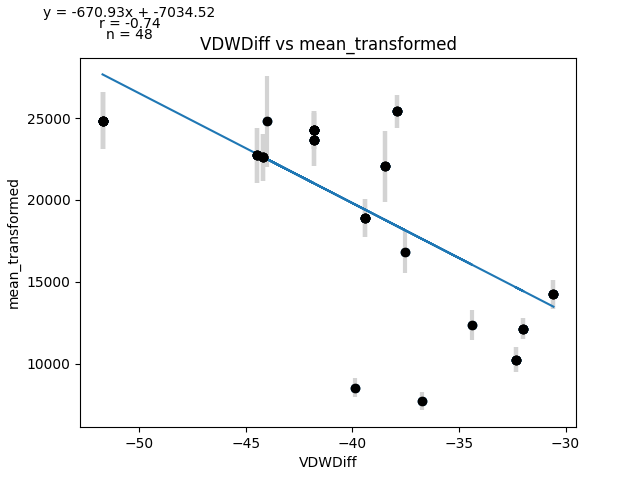 y = -670.93x + -7034.52
r = -0.74
n = 48
VDWDiff vs mean_transformed
mean_transformed
25000
20000
15000
10000
−50
−45
−40
−35
−30
VDWDiff